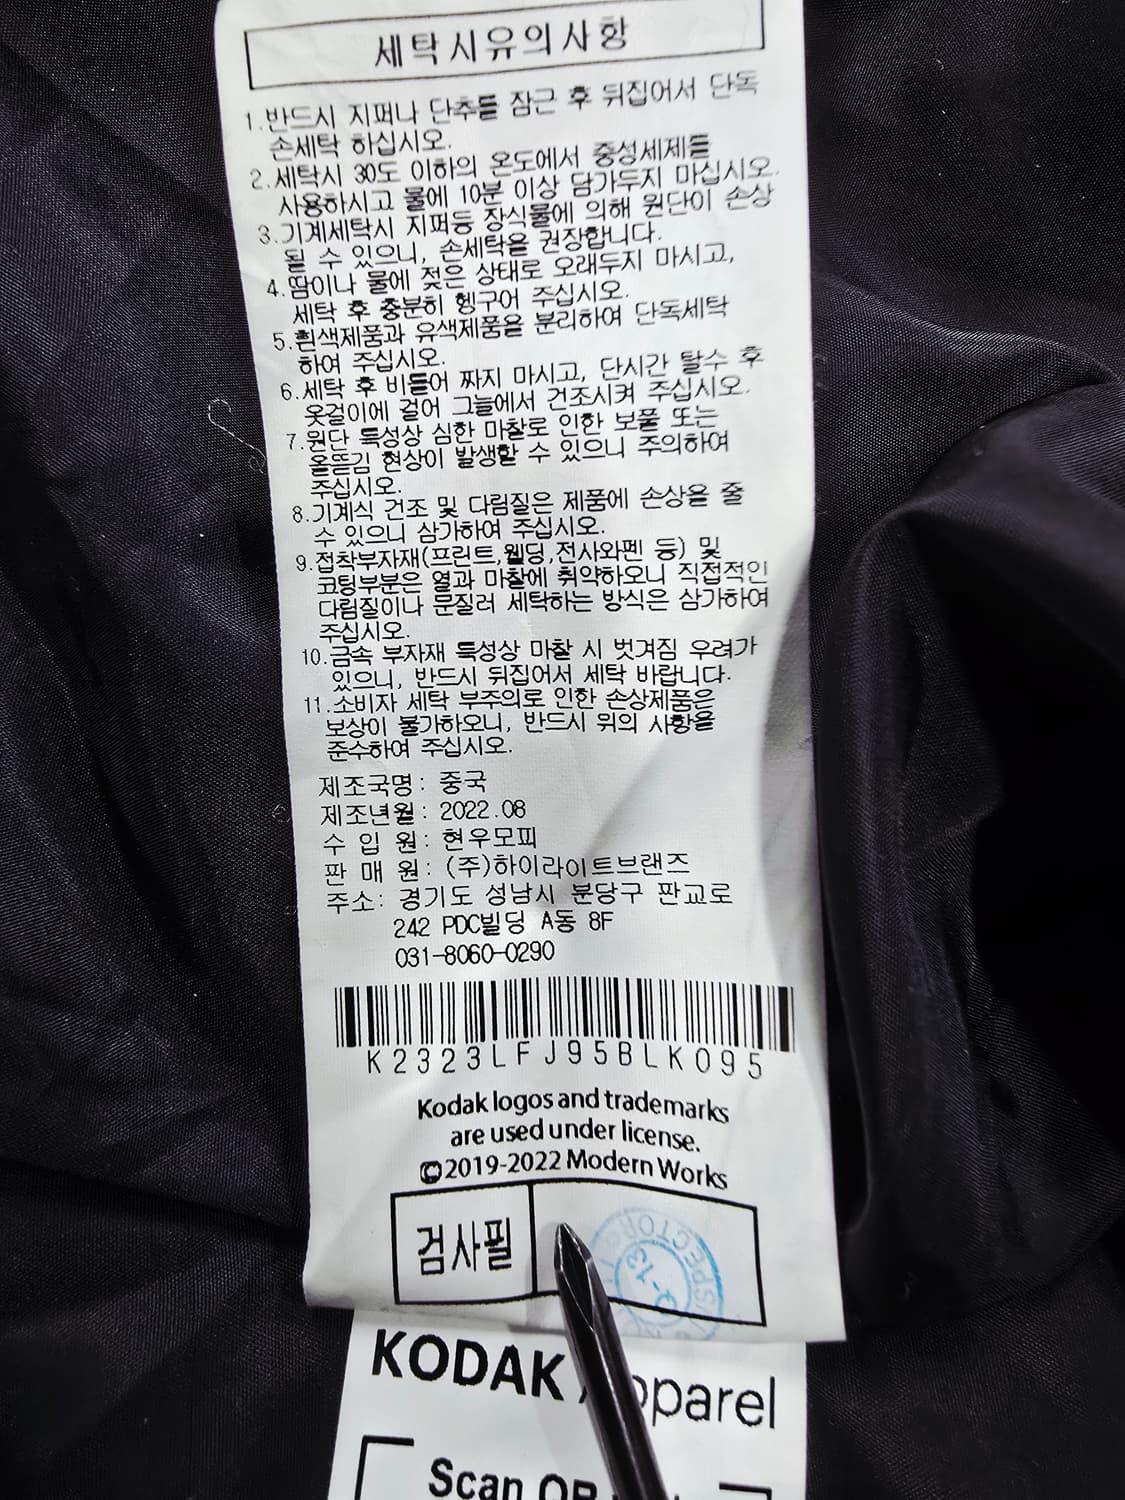 세탁시유의사항
1.반드시 지퍼나 단추를 잠근 후 뒤집어서 단독
손세탁 하십시오.
2.세탁시 30도 이하의 온도에서 중성세제를
사용하시고 물에 10분 이상 담가두지 마십시오.
3.기계세탁시 지퍼등 장식물에 의해 원단이 손상
될 수 있으니, 손세탁을 권장합니다.
4.땀이나 물에 젖은 상태로 오래두지 마시고,
세탁 후 충분히 헹구어 주십시오.
5.흰색제품과 유색제품을 분리하여 단독세탁
하여 주십시오.
6.세탁 후 비틀어 짜지 마시고, 단시간 탈수 후
옷걸이에 걸어 그늘에서 건조시켜 주십시오.
7.원단 특성상 심한 마찰로 인한 보풀 또는
올뜯김 현상이 발생할 수 있으니 주의하여
주십시오.
8.기계식 건조 및 다림질은 제품에 손상을 줄
수 있으니 삼가하여 주십시오.
9.접착부자재(프린트,웰딩,전사와펜 등) 및
코팅부분은 열과 마찰에 취약하오니 직접적인
다림질이나 문질러 세탁하는 방식은 삼가하여
주십시오.
10.금속 부자재 특성상 마찰 시 벗겨짐 우려가
있으니, 반드시 뒤집어서 세탁 바랍니다.
11.소비자 세탁 부주의로 인한 손상제품은
보상이 불가하오니, 반드시 위의 사항을
준수하여 주십시오.
제조국명: 중국
제조년월: 2022.08
수 입 원: 현우모피
판 매 원: (주)하이라이트브랜즈
주소: 경기도 성남시 분당구 판교로
242 PDC빌딩 A동 8F
031-8060-0290
K2323LFJ95BLK095
Kodak logos and trademarks
are used under license.
©2019-2022 Modern Works
검사필
KODAK
Scan